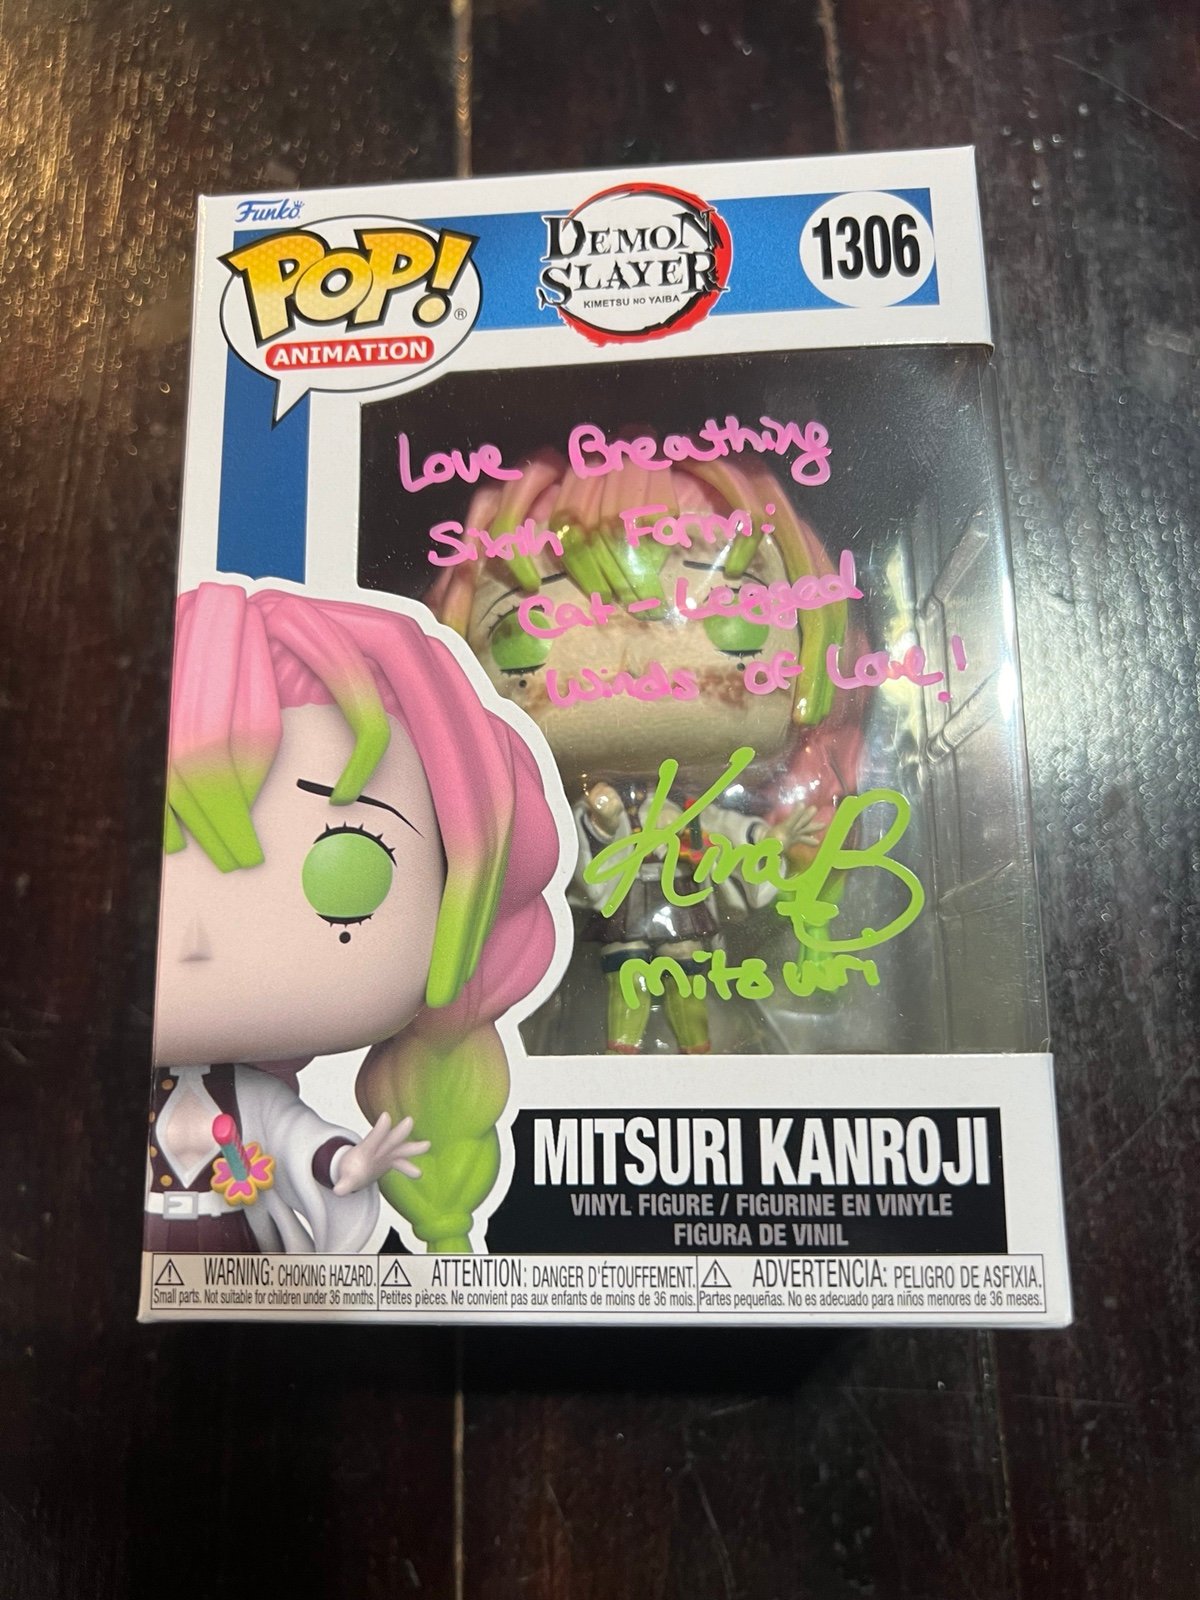 Funko
POP! ®
ANIMATION
DEMON
SLAYER
KIMETSU NO YAIBA
1306
Love Breathing
Sixth Form:
Cat-Legged
Winds of Love!
Kira B
Mitsuri
MITSURI KANROJI
VINYL FIGURE / FIGURINE EN VINYLE
FIGURA DE VINIL
WARNING: CHOKING HAZARD.
Small parts. Not suitable for children under 36 months.
ATTENTION: DANGER D'ÉTOUFFEMENT.
Petites pièces. Ne convient pas aux enfants de moins de 36 mois.
ADVERTENCIA: PELIGRO DE ASFIXIA.
Partes pequeñas. No es adecuado para niños menores de 36 meses.